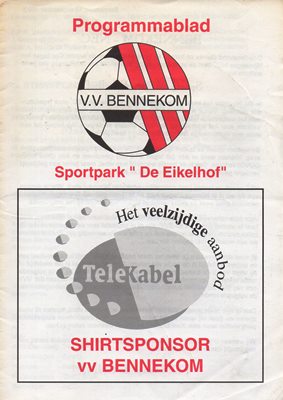 Programmablad
V.V. BENNEKOM
Sportpark " De Eikelhof"
Het veelzijdige aanbod
TeleKabel
SHIRTSPONSOR
vv BENNEKOM